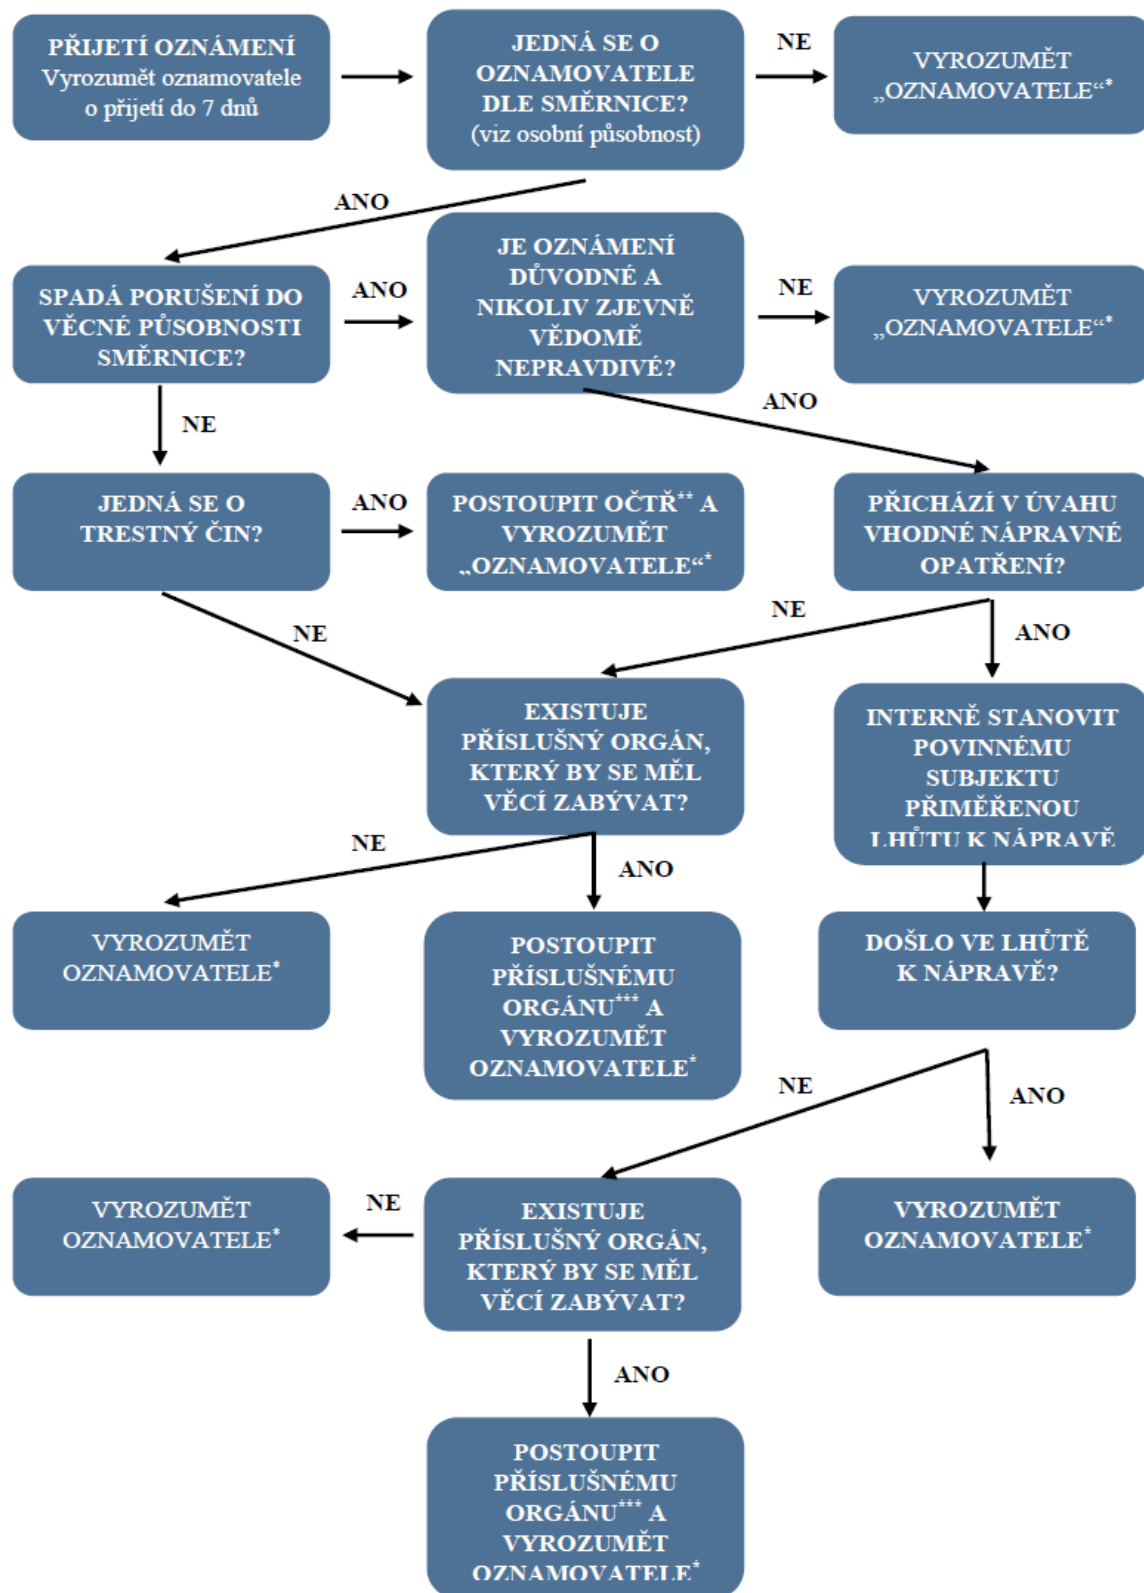 PŘIJETÍ OZNÁMENÍ
Vyrozumět oznamovatele
o přijetí do 7 dnů
JEDNÁ SE O
OZNAMOVATELE
DLE SMĚRNICE?
(viz osobní působnost)
NE
VYROZUMĚT
„OZNAMOVATELE“*
ANO
SPADÁ PORUŠENÍ DO
VĚCNÉ PŮSOBNOSTI
SMĚRNICE?
ANO
JE OZNÁMENÍ
DŮVODNÉ A
NIKOLIV ZJEVNĚ
VĚDOMĚ
NEPRAVDIVÉ?
NE
VYROZUMĚT
„OZNAMOVATELE“*
NE
ANO
JEDNÁ SE O
TRESTNÝ ČIN?
ANO
POSTOUPIT OČTŘ** A
VYROZUMĚT
„OZNAMOVATELE“*
PŘICHÁZÍ V ÚVAHU
VHODNÉ NÁPRAVNÉ
OPATŘENÍ?
NE
NE
ANO
EXISTUJE
PŘÍSLUŠNÝ ORGÁN,
KTERÝ BY SE MĚL
VĚCÍ ZABÝVAT?
INTERNĚ STANOVIT
POVINNÉMU
SUBJEKTU
PŘIMĚŘENOU
LHŮTU K NÁPRAVĚ
NE
ANO
VYROZUMĚT
OZNAMOVATELE*
POSTOUPIT
PŘÍSLUŠNÉMU
ORGÁNU*** A
VYROZUMĚT
OZNAMOVATELE*
DOŠLO VE LHŮTĚ
K NÁPRAVĚ?
NE
ANO
VYROZUMĚT
OZNAMOVATELE*
NE
EXISTUJE
PŘÍSLUŠNÝ ORGÁN,
KTERÝ BY SE MĚL
VĚCÍ ZABÝVAT?
VYROZUMĚT
OZNAMOVATELE*
ANO
POSTOUPIT
PŘÍSLUŠNÉMU
ORGÁNU*** A
VYROZUMĚT
OZNAMOVATELE*